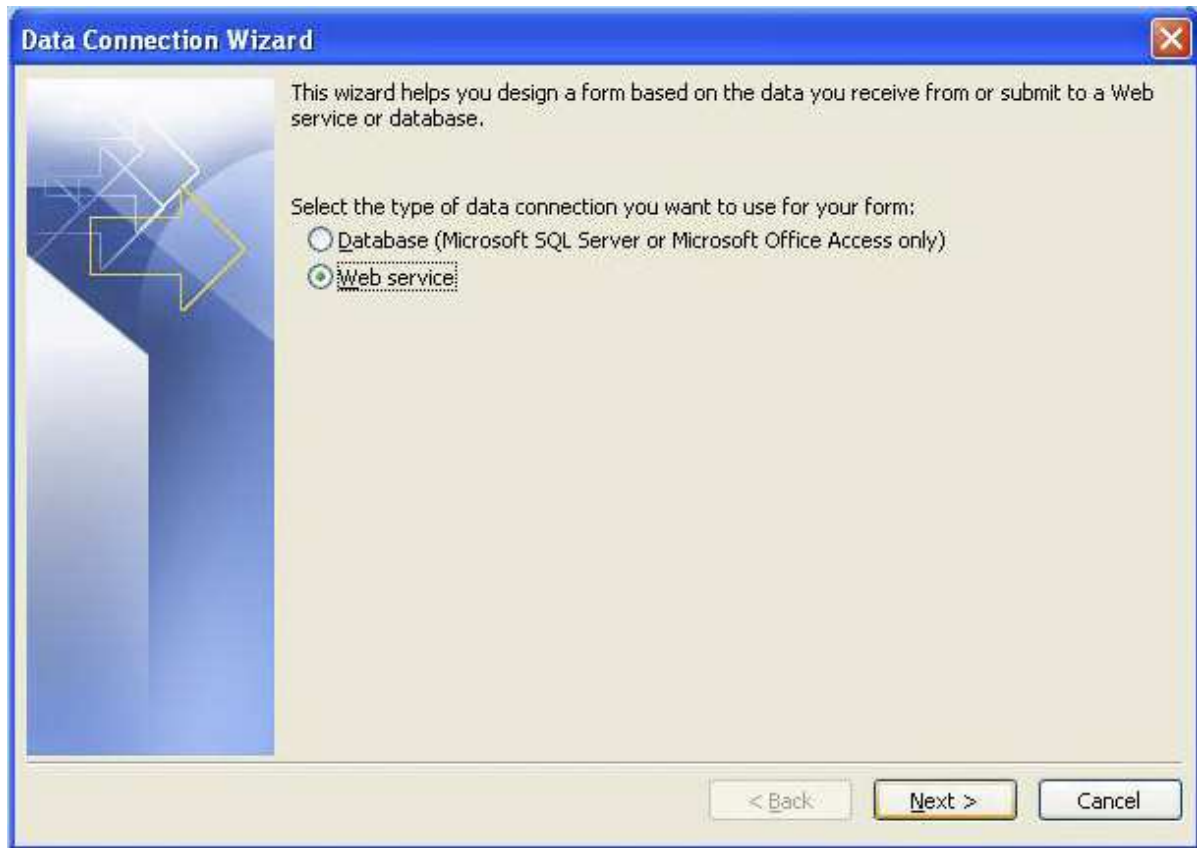 Data Connection Wizard
This wizard helps you design a form based on the data you receive from or submit to a Web
service or database.
Select the type of data connection you want to use for your form:
Database (Microsoft SQL Server or Microsoft Office Access only)
Web service
< Back
Next >
Cancel